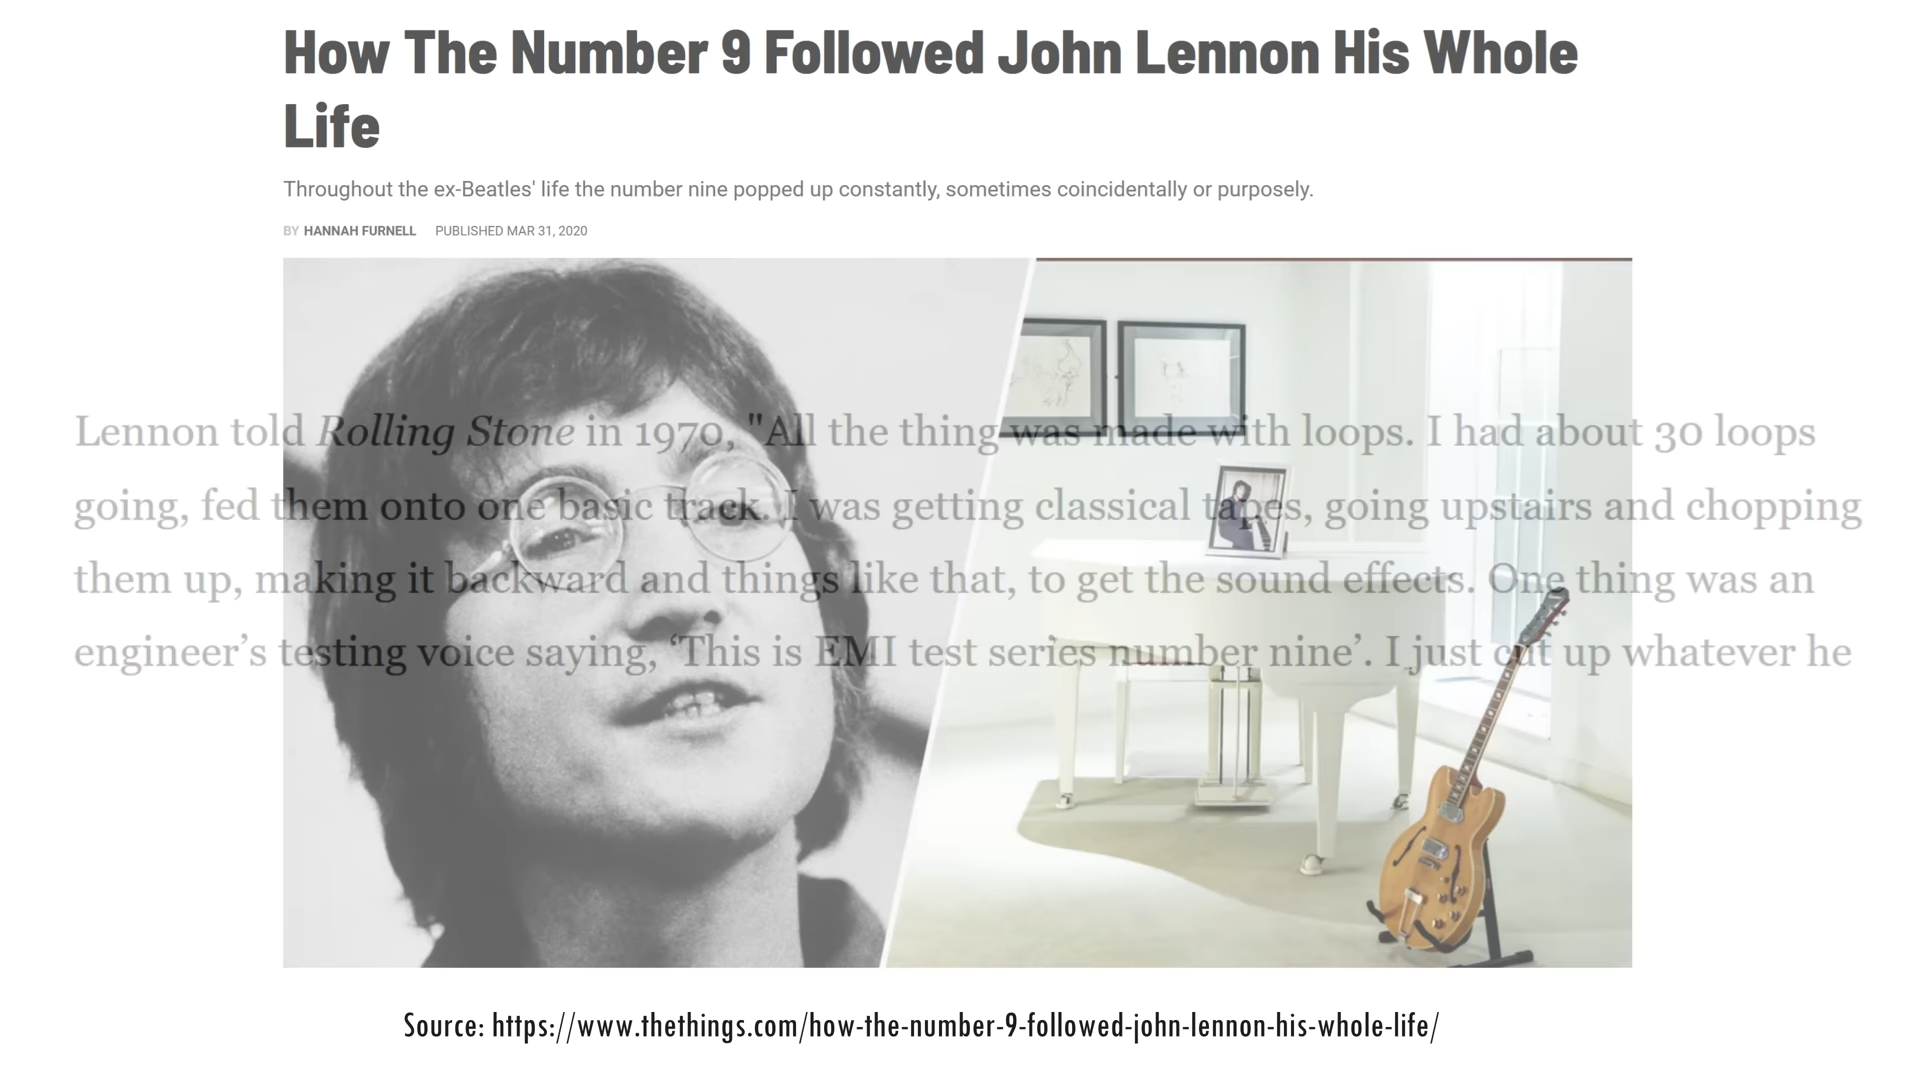 How The Number 9 Followed John Lennon His Whole
Life
Throughout the ex-Beatles' life the number nine popped up constantly, sometimes coincidentally or purposely.
BY HANNAH FURNELL PUBLISHED MAR 31, 2020
Lennon told Rolling Stone in 1970, "All the thing was made with loops. I had about 30 loops
going, fed them onto one basic track. I was getting classical tapes, going upstairs and chopping
them up, making it backward and things like that, to get the sound effects. One thing was an
engineer’s testing voice saying, ‘This is EMI test series number nine’. I just cut up whatever he
Source: https://www.thethings.com/how-the-number-9-followed-john-lennon-his-whole-life/